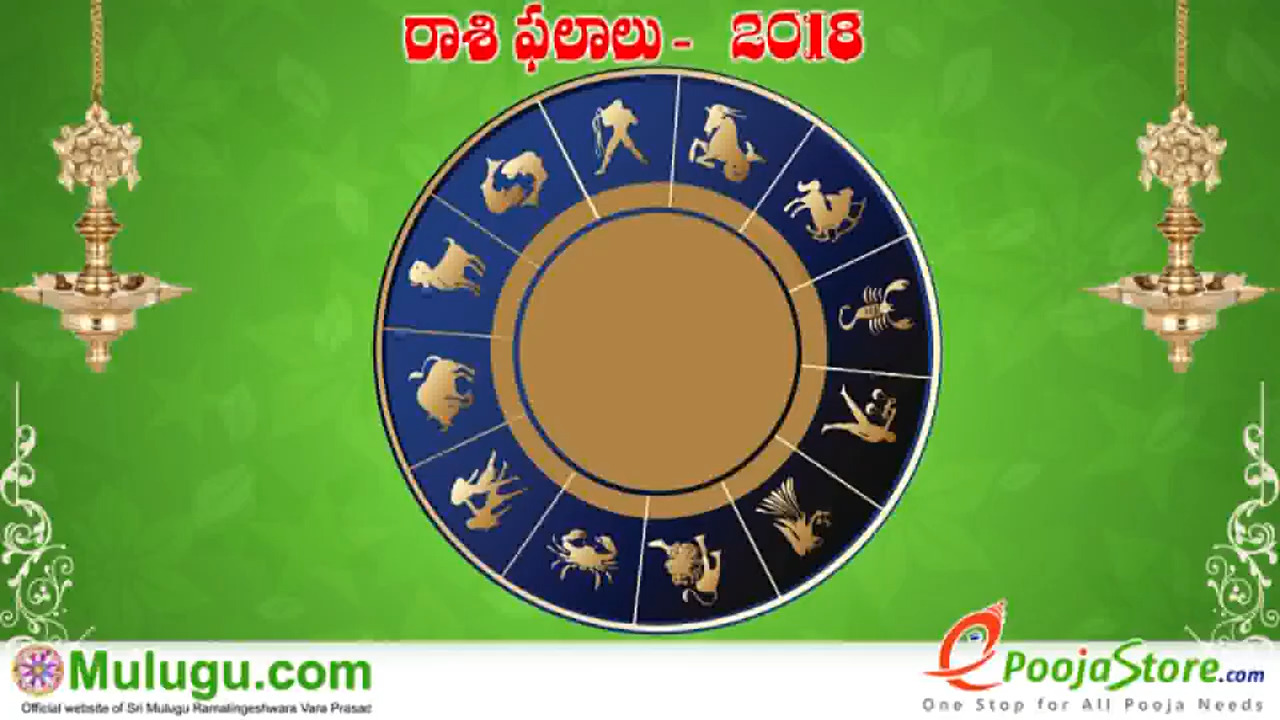 రాశి ఫలాలు - 2018
Mulugu.com
Official website of Sri Mulugu Ramalingeshwara Vara Prasad
ePoojaStore.com
One Stop for All Pooja Needs